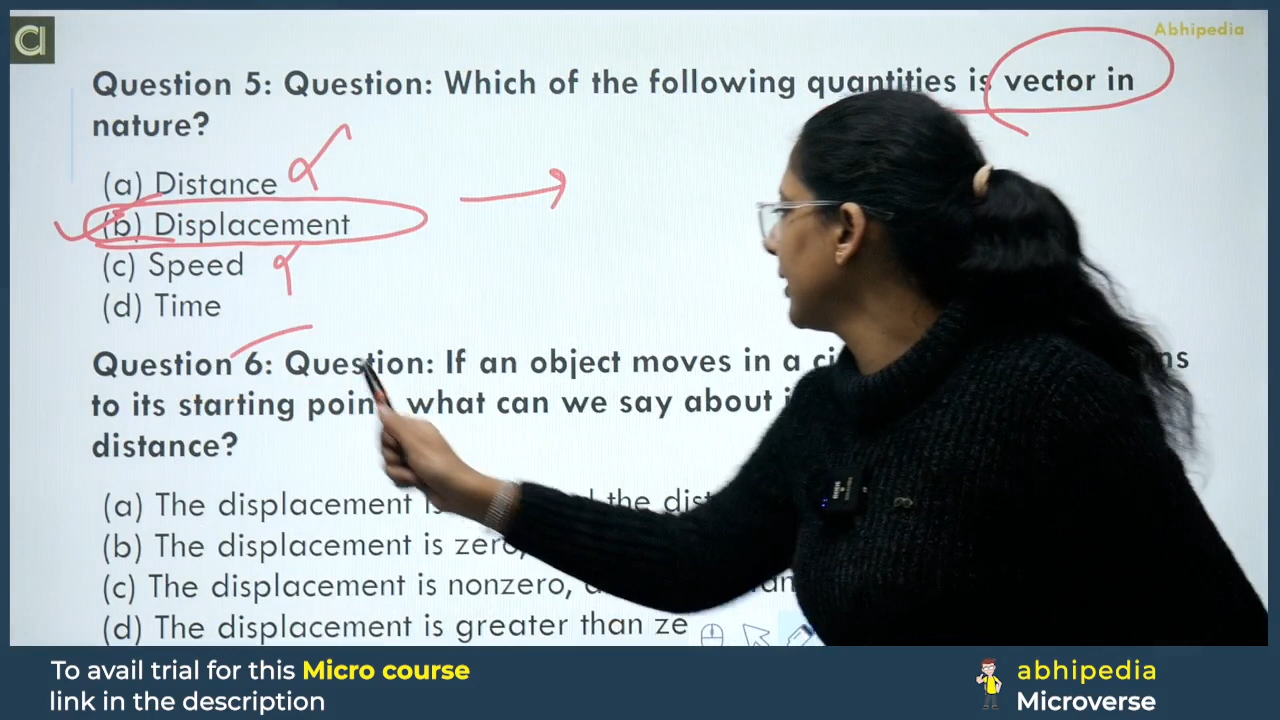 Abhipedia
Question 5: Question: Which of the following quantities is vector in
nature?
(a) Distance
(b) Displacement
(c) Speed
(d) Time
Question 6: Question: If an object moves in a
to its starting point, what can we say about
distance?
(a) The displacement the
(b) The displacement is zero,
(c) The displacement is nonzero,
(d) The displacement is greater than
To avail trial for this Micro course
link in the description
abhipedia
Microverse